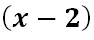 (x − 2)